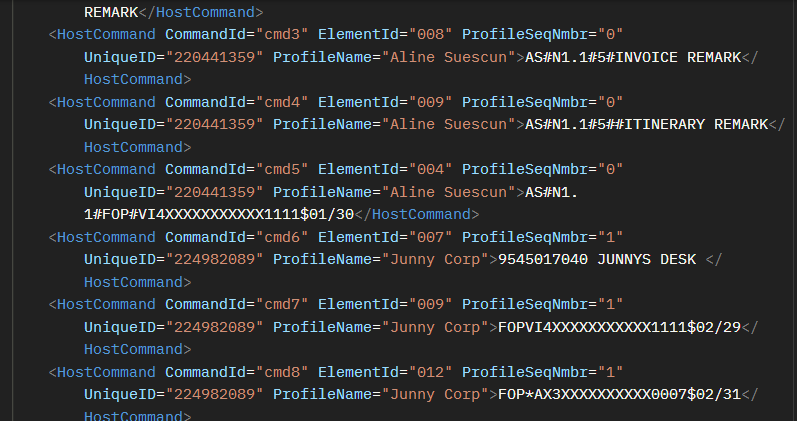 REMARK</HostCommand>
<HostCommand CommandId="cmd3" ElementId="008" ProfileSeqNmbr="0"
UniqueID="220441359" ProfileName="Aline Suescun">AS#N1.1#5#INVOICE REMARK</
HostCommand>
<HostCommand CommandId="cmd4" ElementId="009" ProfileSeqNmbr="0"
UniqueID="220441359" ProfileName="Aline Suescun">AS#N1.1#5##ITINERARY REMARK</
HostCommand>
<HostCommand CommandId="cmd5" ElementId="004" ProfileSeqNmbr="0"
UniqueID="220441359" ProfileName="Aline Suescun">AS#N1.
1#FOP#VI4XXXXXXXXXXX1111$01/30</HostCommand>
<HostCommand CommandId="cmd6" ElementId="007" ProfileSeqNmbr="1"
UniqueID="224982089" ProfileName="Junny Corp">9545017040 JUNNYS DESK </
HostCommand>
<HostCommand CommandId="cmd7" ElementId="009" ProfileSeqNmbr="1"
UniqueID="224982089" ProfileName="Junny Corp">FOPVI4XXXXXXXXXXX1111$02/29</
HostCommand>
<HostCommand CommandId="cmd8" ElementId="012" ProfileSeqNmbr="1"
UniqueID="224982089" ProfileName="Junny Corp">FOP*AX3XXXXXXXXXX0007$02/31</
HostCommand>